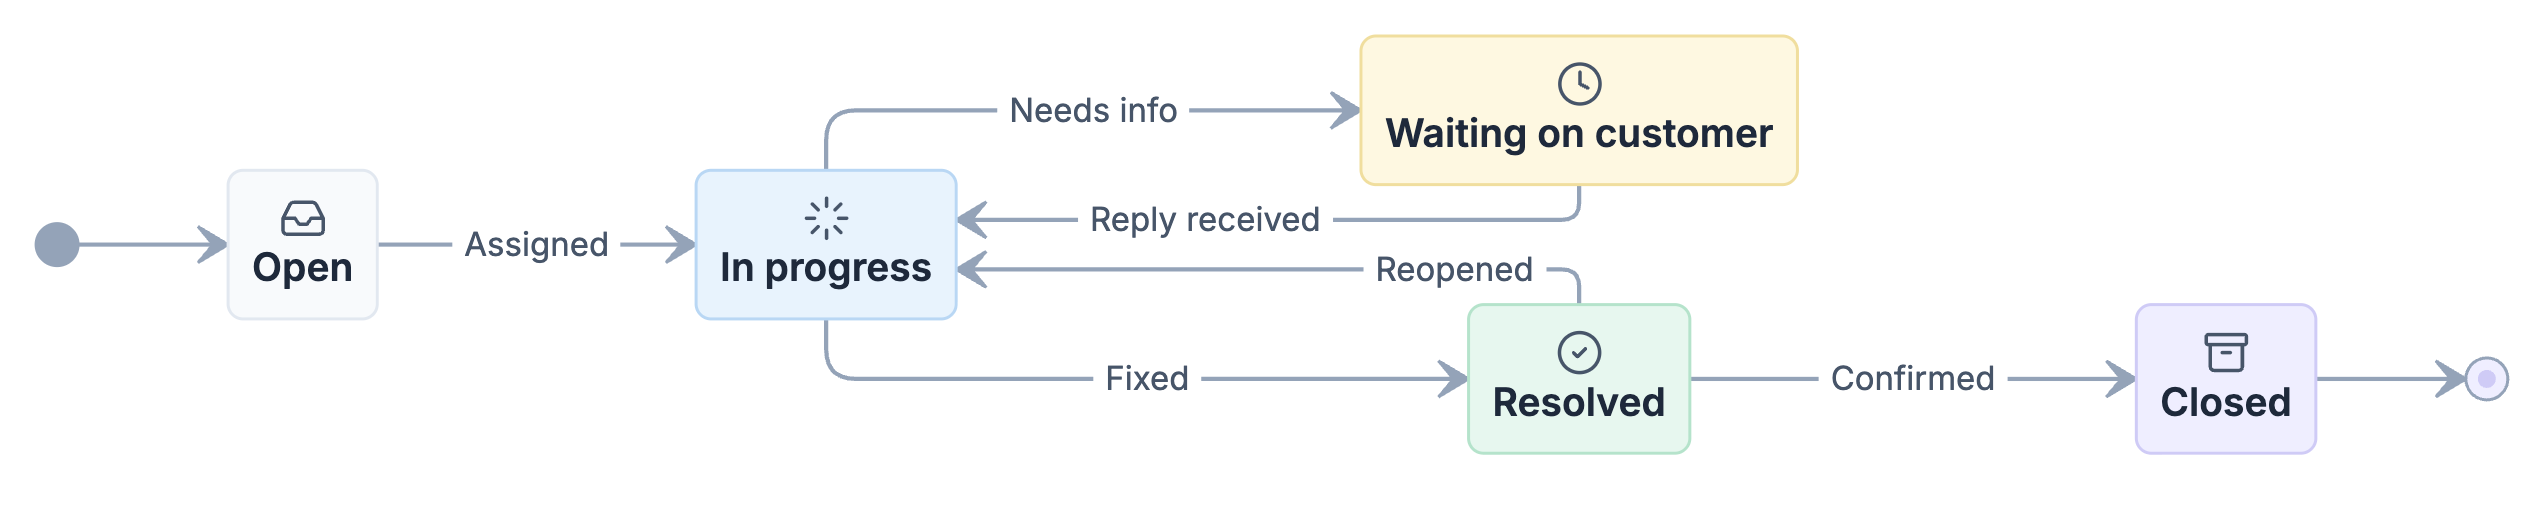 Needs info
Waiting on customer
Open
Assigned
In progress
Reply received
Reopened
Fixed
Resolved
Confirmed
Closed